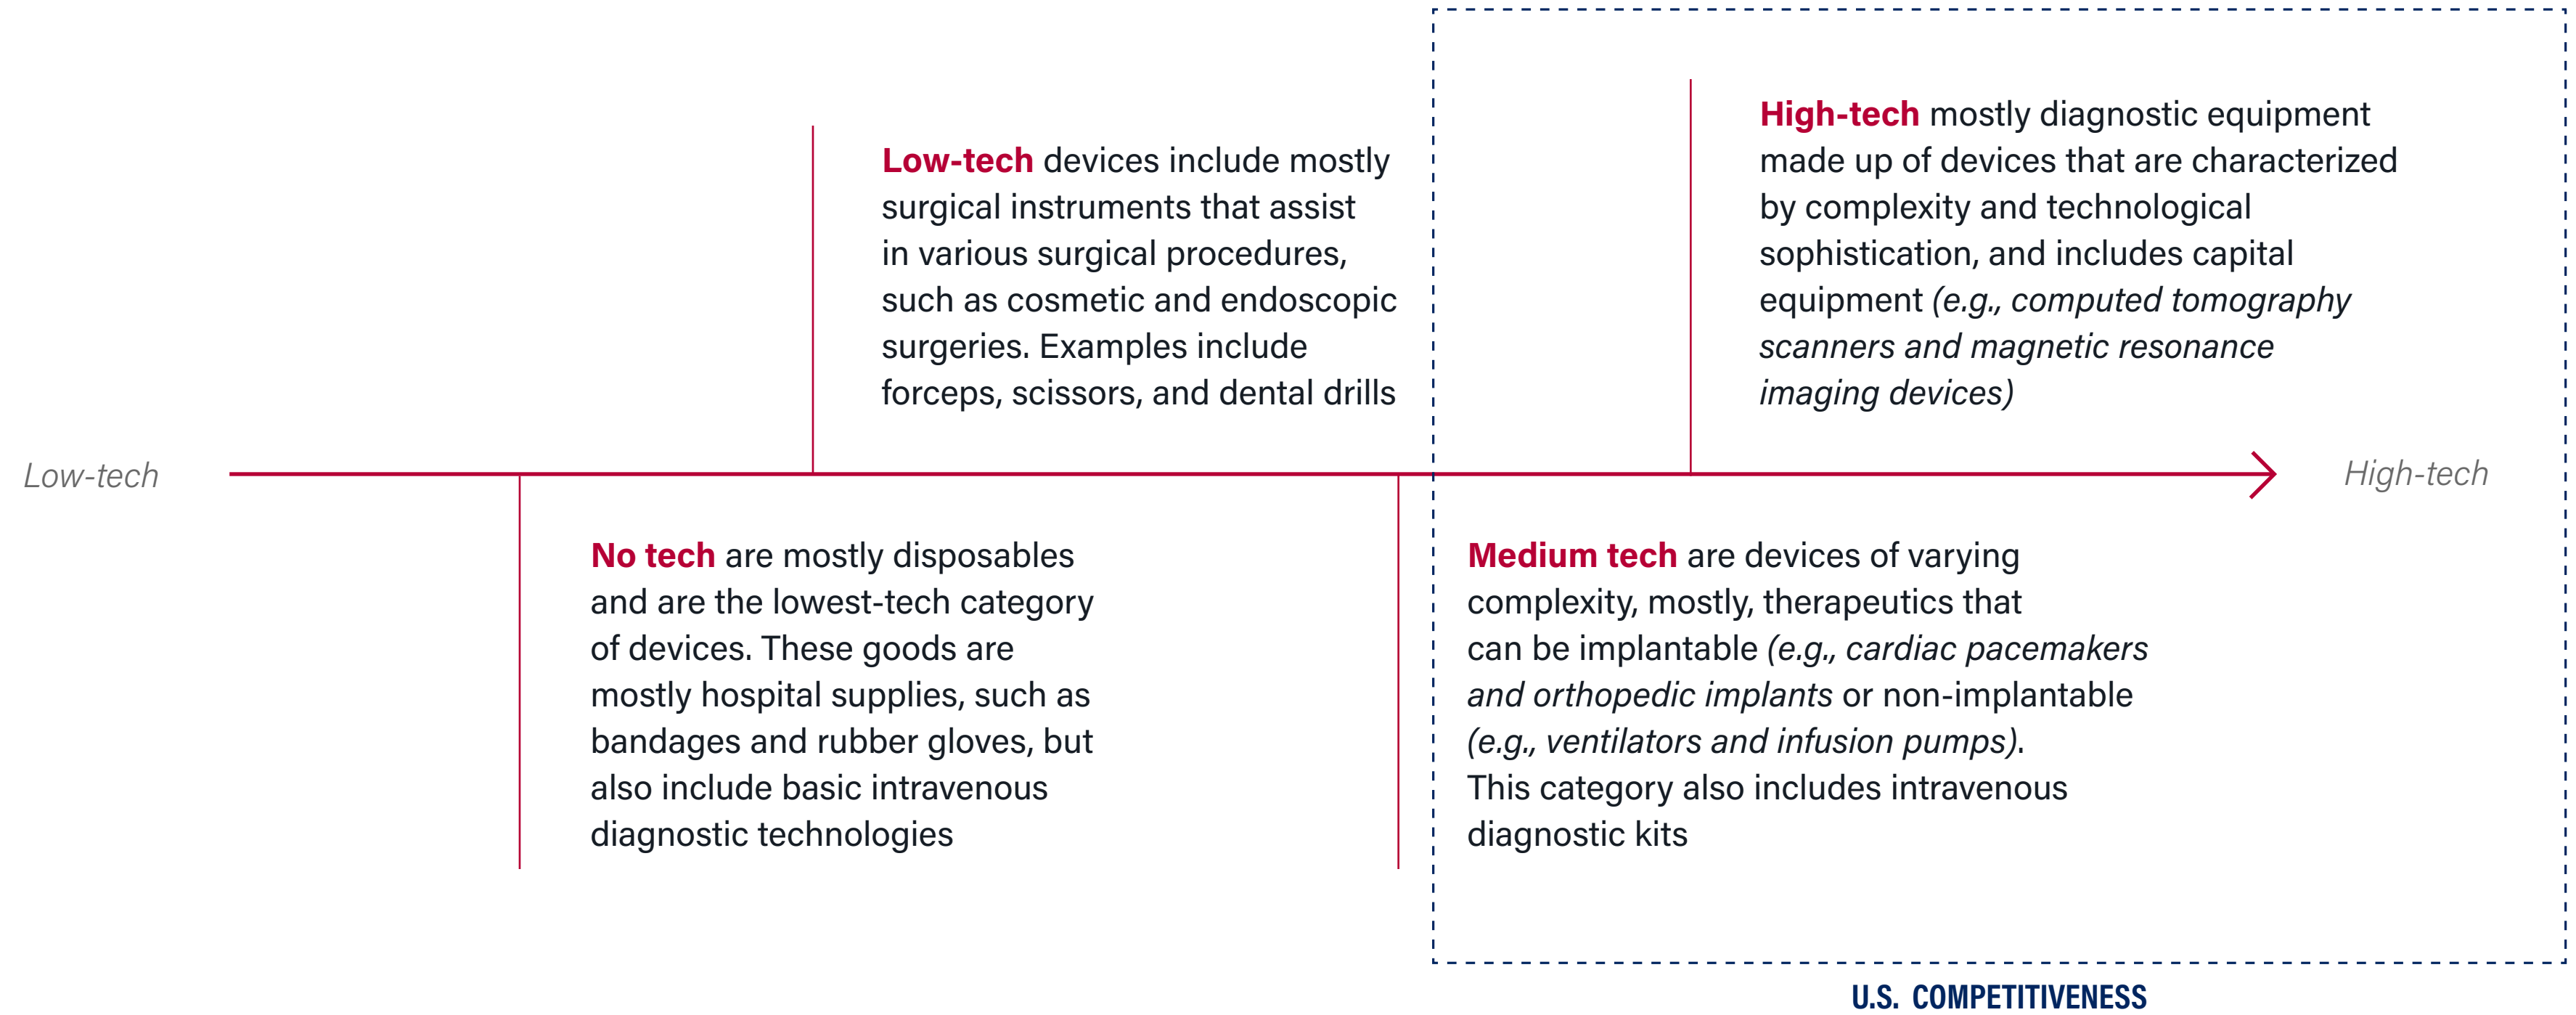 Low-tech devices include mostly
surgical instruments that assist
in various surgical procedures,
such as cosmetic and endoscopic
surgeries. Examples include
forceps, scissors, and dental drills
High-tech mostly diagnostic equipment
made up of devices that are characterized
by complexity and technological
sophistication, and includes capital
equipment (e.g., computed tomography
scanners and magnetic resonance
imaging devices)
Low-tech
High-tech
No tech are mostly disposables
and are the lowest-tech category
of devices. These goods are
mostly hospital supplies, such as
bandages and rubber gloves, but
also include basic intravenous
diagnostic technologies
Medium tech are devices of varying
complexity, mostly, therapeutics that
can be implantable (e.g., cardiac pacemakers
and orthopedic implants or non-implantable
(e.g., ventilators and infusion pumps).
This category also includes intravenous
diagnostic kits
U.S. COMPETITIVENESS